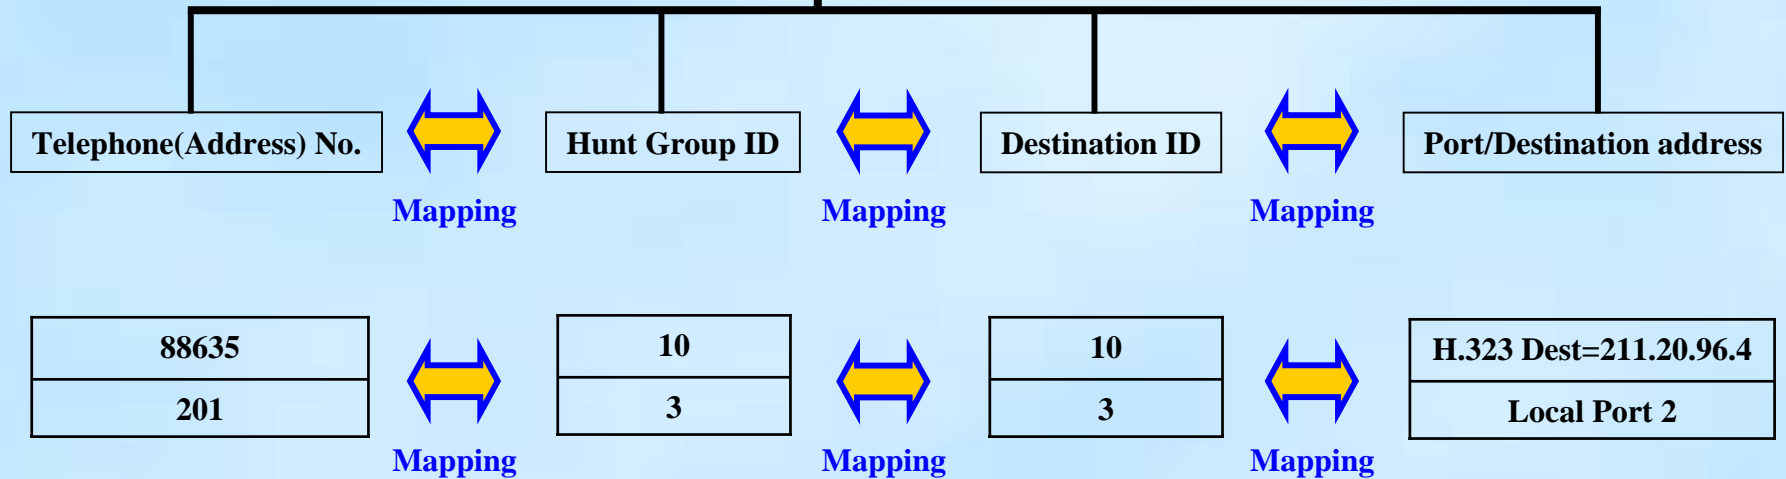 Telephone(Address) No.
Hunt Group ID
Destination ID
Port/Destination address
Mapping
Mapping
Mapping
88635
10
10
H.323 Dest=211.20.96.4
201
3
3
Local Port 2
Mapping
Mapping
Mapping